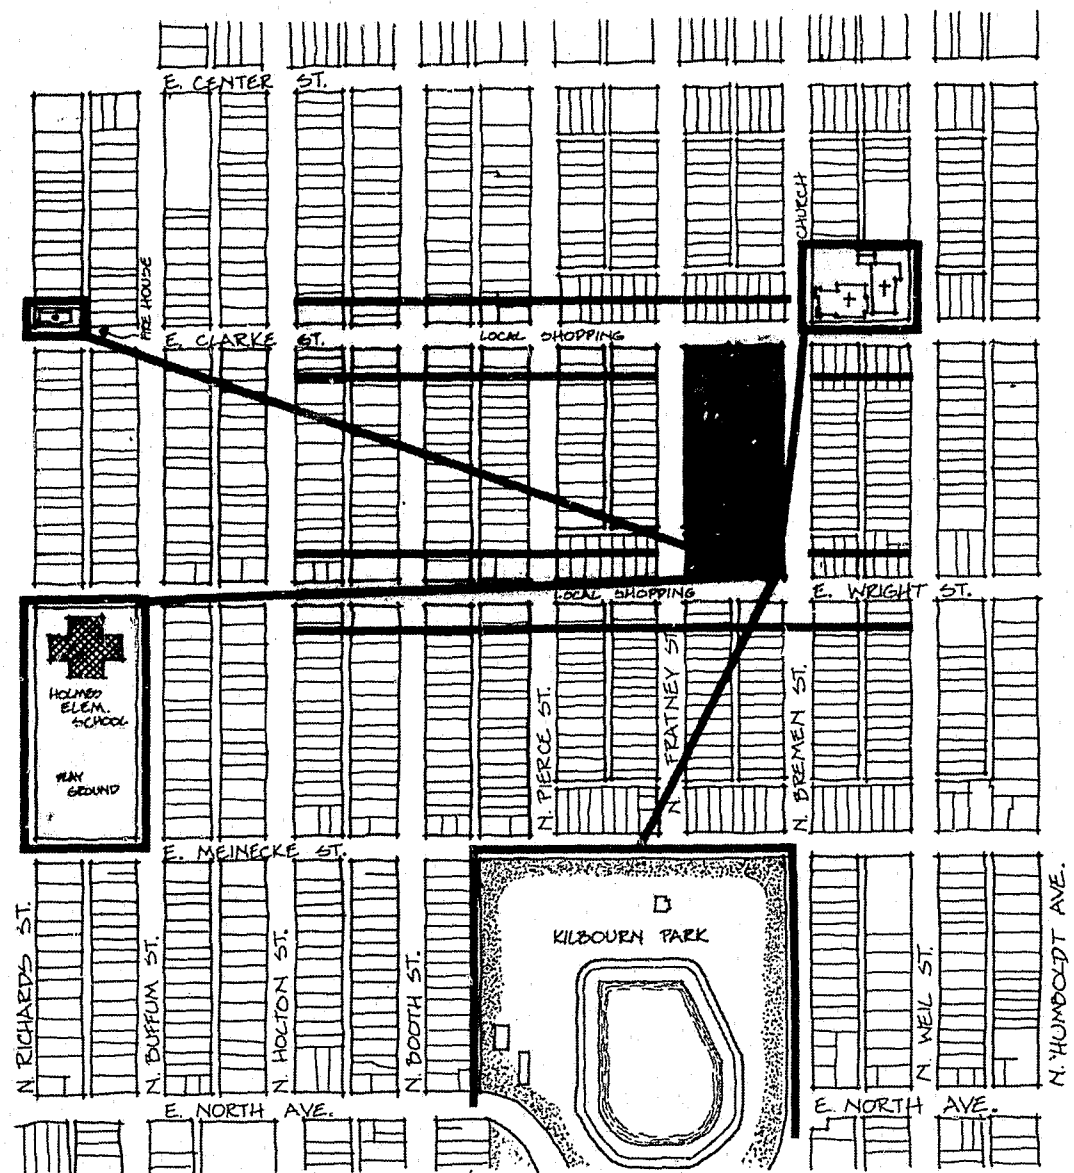 E. CENTER ST.
CHURCH
FIRE HOUSE
E. CLARKE ST.
LOCAL SHOPPING
LOCAL SHOPPING
E. WRIGHT ST.
HOLMES
ELEM.
SCHOOL
PLAY
GROUND
N. PIERCE ST.
N. FRATNEY ST.
N. BREMEN ST.
E. MEINECKE ST.
KILBOURN PARK
N. RICHARDS ST.
N. BUFFUM ST.
N. HOLTON ST.
N. BOOTH ST.
N. WEIL ST.
N. HUMBOLDT AVE.
E. NORTH AVE.
E. NORTH AVE.